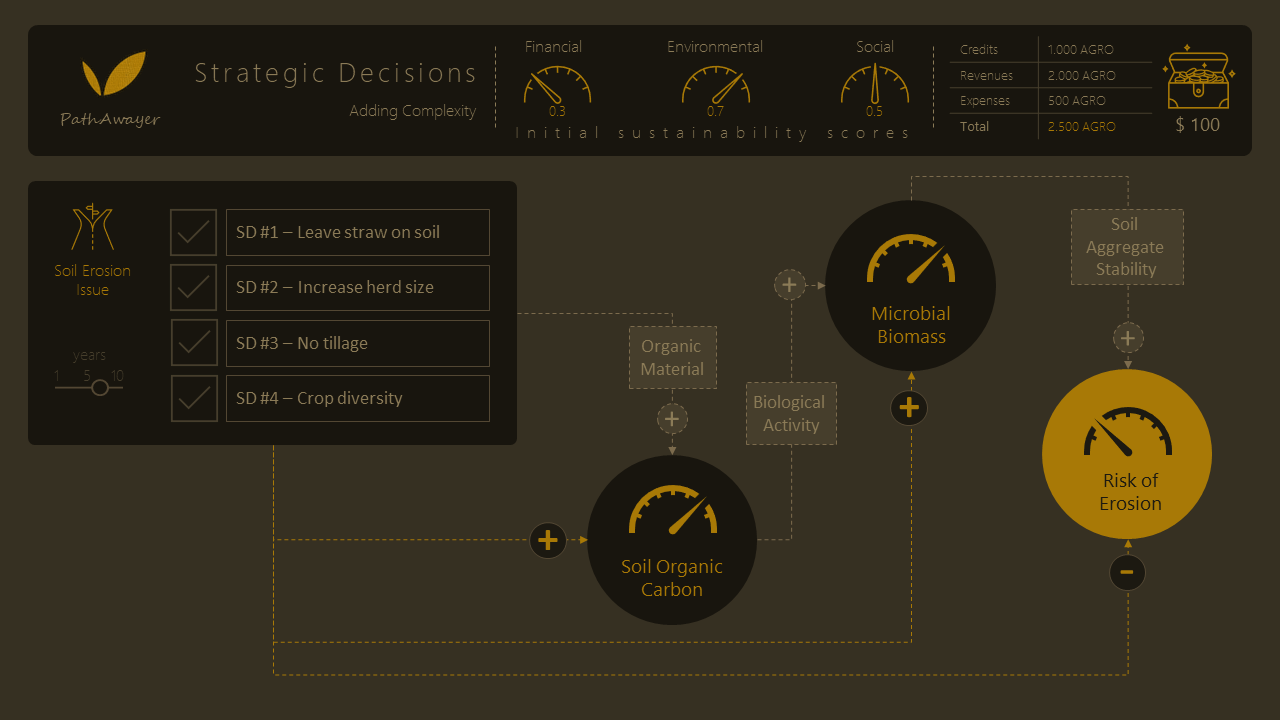 PathAwayer
Strategic Decisions
Adding Complexity
Financial
0.3
Environmental
0.7
Social
0.5
Initial sustainability scores
Credits 1.000 AGRO
Revenues 2.000 AGRO
Expenses 500 AGRO
Total 2.500 AGRO
$ 100
Soil Erosion
Issue
years
1 5 10
SD #1 – Leave straw on soil
SD #2 – Increase herd size
SD #3 – No tillage
SD #4 – Crop diversity
Organic
Material
+
+
Soil Organic
Carbon
Biological
Activity
+
Microbial
Biomass
+
Soil
Aggregate
Stability
+
Risk of
Erosion
–